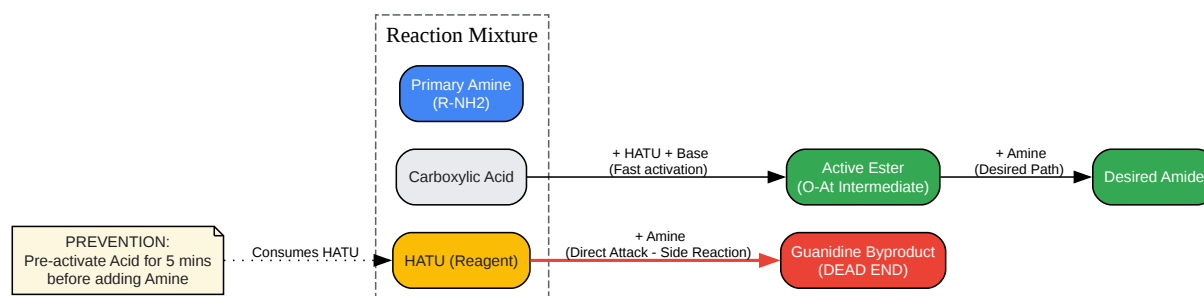 Reaction Mixture
Primary Amine
(R-NH2)
Carboxylic Acid
+ HATU + Base
(Fast activation)
Active Ester
(O-At Intermediate)
+ Amine
(Desired Path)
Desired Amide
PREVENTION:
Pre-activate Acid for 5 mins
before adding Amine
Consumes HATU
HATU (Reagent)
+ Amine
(Direct Attack - Side Reaction)
Guanidine Byproduct
(DEAD END)